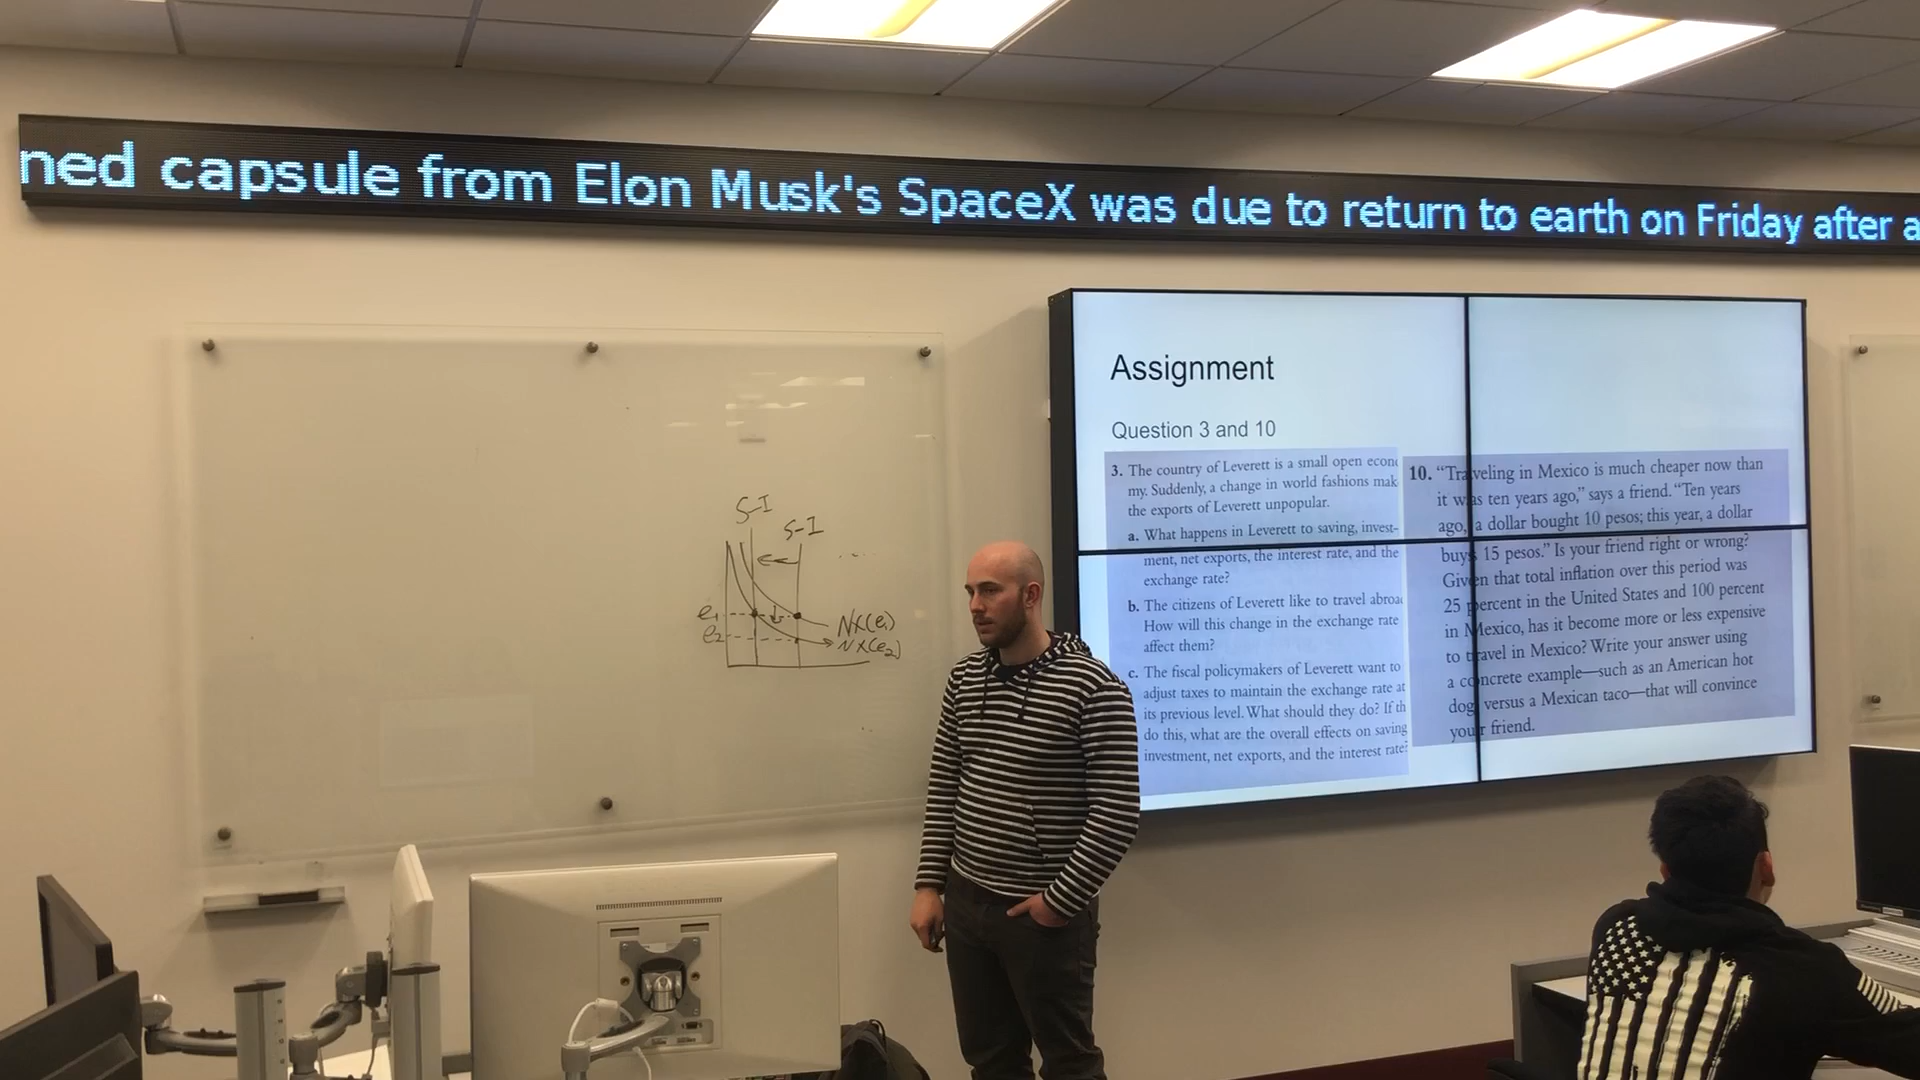 ned capsule from Elon Musk's SpaceX was due to return to earth on Friday after a
S-I
S-I
e₁
e₂
NX(e₁)
NX(e₂)
Assignment
Question 3 and 10
3. The country of Leverett is a small open econo
my. Suddenly, a change in world fashions mak
the exports of Leverett unpopular.
a. What happens in Leverett to saving, invest-
ment, net exports, the interest rate, and the
exchange rate?
b. The citizens of Leverett like to travel abroa
How will this change in the exchange rate
affect them?
c. The fiscal policymakers of Leverett want to
adjust taxes to maintain the exchange rate at
its previous level. What should they do? If th
do this, what are the overall effects on saving
investment, net exports, and the interest rate?
10. “Traveling in Mexico is much cheaper now than
it was ten years ago,” says a friend. “Ten years
ago, a dollar bought 10 pesos; this year, a dollar
buys 15 pesos.” Is your friend right or wrong?
Given that total inflation over this period was
25 percent in the United States and 100 percent
in Mexico, has it become more or less expensive
to travel in Mexico? Write your answer using
a concrete example—such as an American hot
dog versus a Mexican taco—that will convince
your friend.